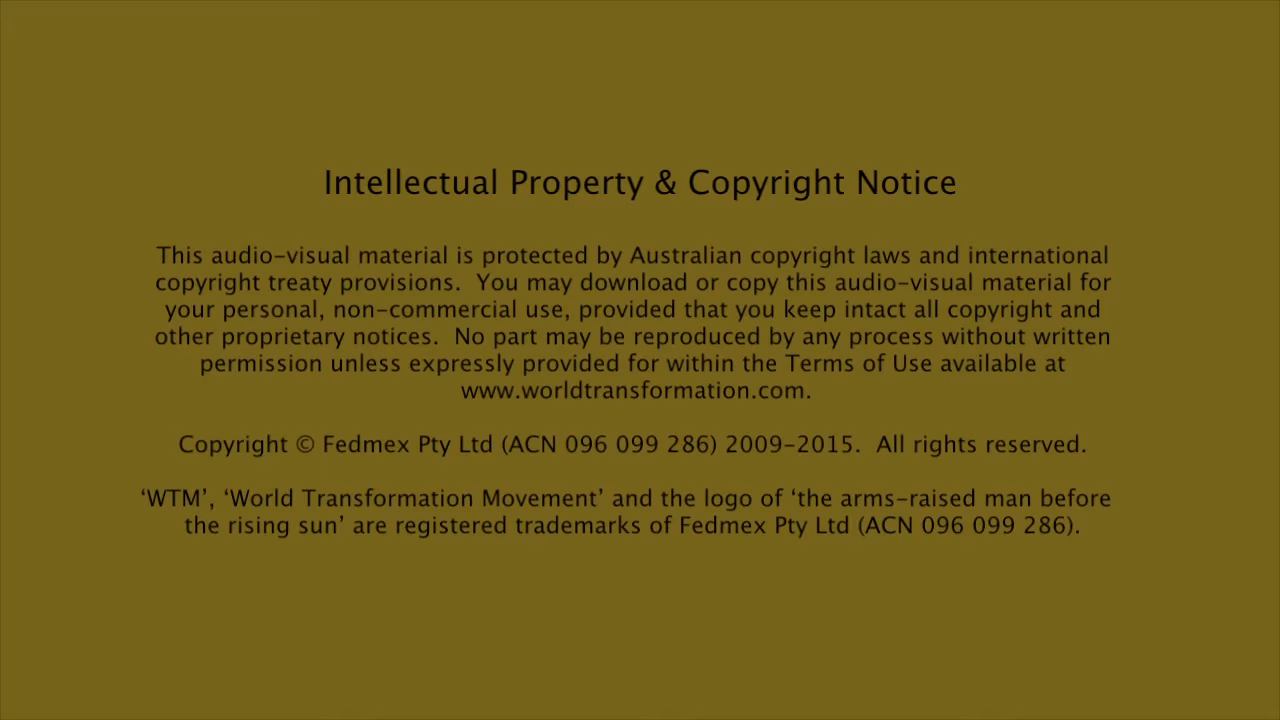 Intellectual Property & Copyright Notice
This audio-visual material is protected by Australian copyright laws and international
copyright treaty provisions.  You may download or copy this audio-visual material for
your personal, non-commercial use, provided that you keep intact all copyright and
other proprietary notices.  No part may be reproduced by any process without written
permission unless expressly provided for within the Terms of Use available at
www.worldtransformation.com.
Copyright © Fedmex Pty Ltd (ACN 096 099 286) 2009-2015.  All rights reserved.
‘WTM’, ‘World Transformation Movement’ and the logo of ‘the arms-raised man before
the rising sun’ are registered trademarks of Fedmex Pty Ltd (ACN 096 099 286).